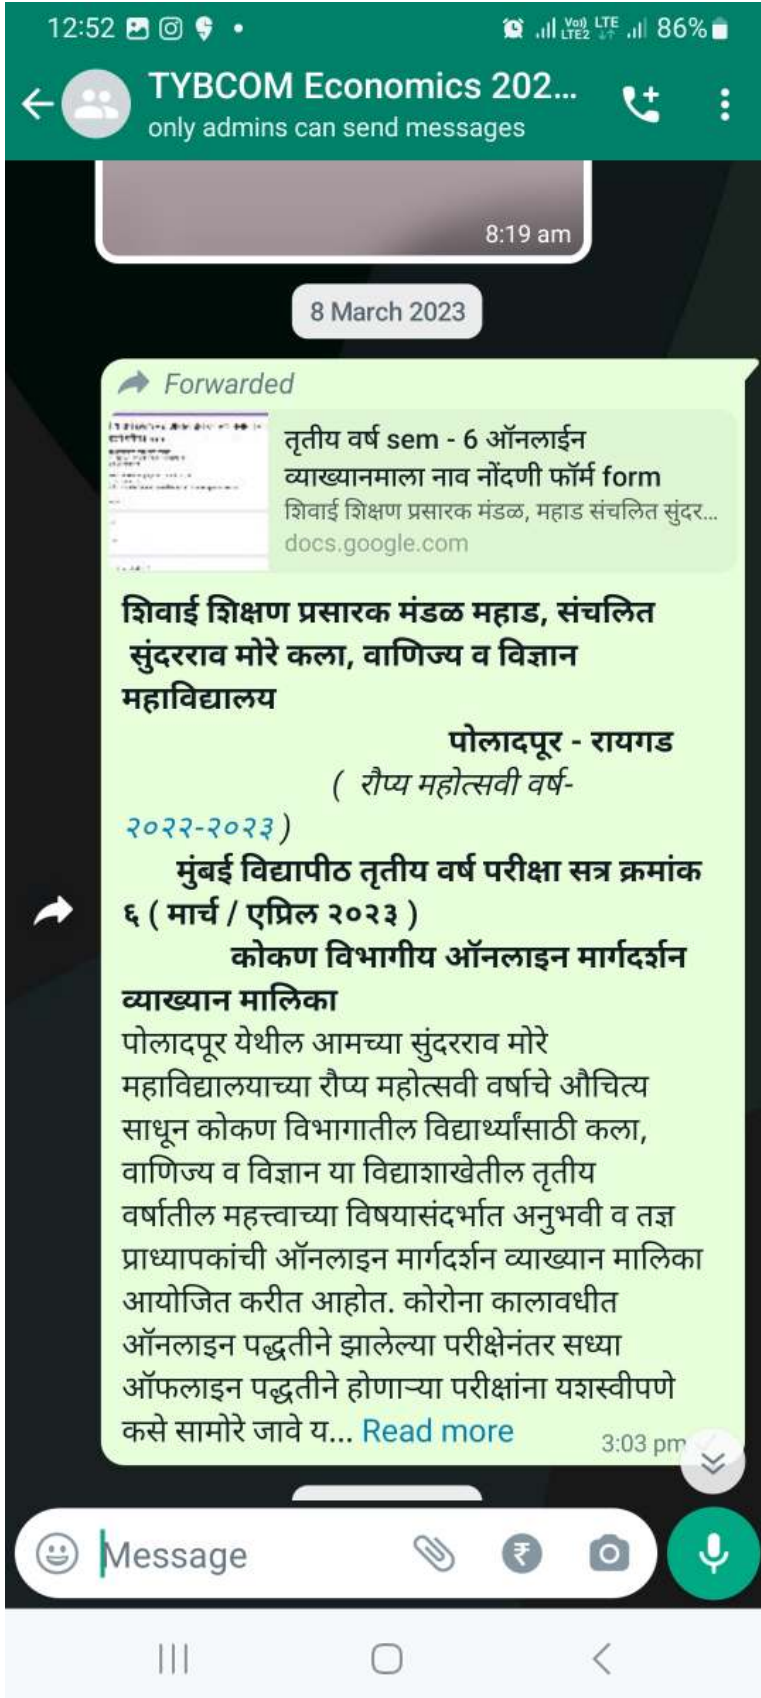 12:52
Vo)) LTE
LTE2
86%
TYBCOM Economics 202...
only admins can send messages
8:19 am
8 March 2023
Forwarded
तृतीय वर्ष sem - 6 ऑनलाईन
व्याख्यानमाला नाव नोंदणी फॉर्म form
शिवाई शिक्षण प्रसारक मंडळ, महाड संचलित सुंदर...
docs.google.com
शिवाई शिक्षण प्रसारक मंडळ महाड, संचलित
सुंदरराव मोरे कला, वाणिज्य व विज्ञान
महाविद्यालय
पोलादपूर - रायगड
( रौप्य महोत्सवी वर्ष-
२०२२-२०२३ )
मुंबई विद्यापीठ तृतीय वर्ष परीक्षा सत्र क्रमांक
६ ( मार्च / एप्रिल २०२३ )
कोकण विभागीय ऑनलाइन मार्गदर्शन
व्याख्यान मालिका
पोलादपूर येथील आमच्या सुंदरराव मोरे
महाविद्यालयाच्या रौप्य महोत्सवी वर्षाचे औचित्य
साधून कोकण विभागातील विद्यार्थ्यांसाठी कला,
वाणिज्य व विज्ञान या विद्याशाखेतील तृतीय
वर्षातील महत्त्वाच्या विषयासंदर्भात अनुभवी व तज्ञ
प्राध्यापकांची ऑनलाइन मार्गदर्शन व्याख्यान मालिका
आयोजित करीत आहोत. कोरोना कालावधीत
ऑनलाइन पद्धतीने झालेल्या परीक्षेनंतर सध्या
ऑफलाइन पद्धतीने होणाऱ्या परीक्षांना यशस्वीपणे
कसे सामोरे जावे य... Read more
3:03 pm
Message